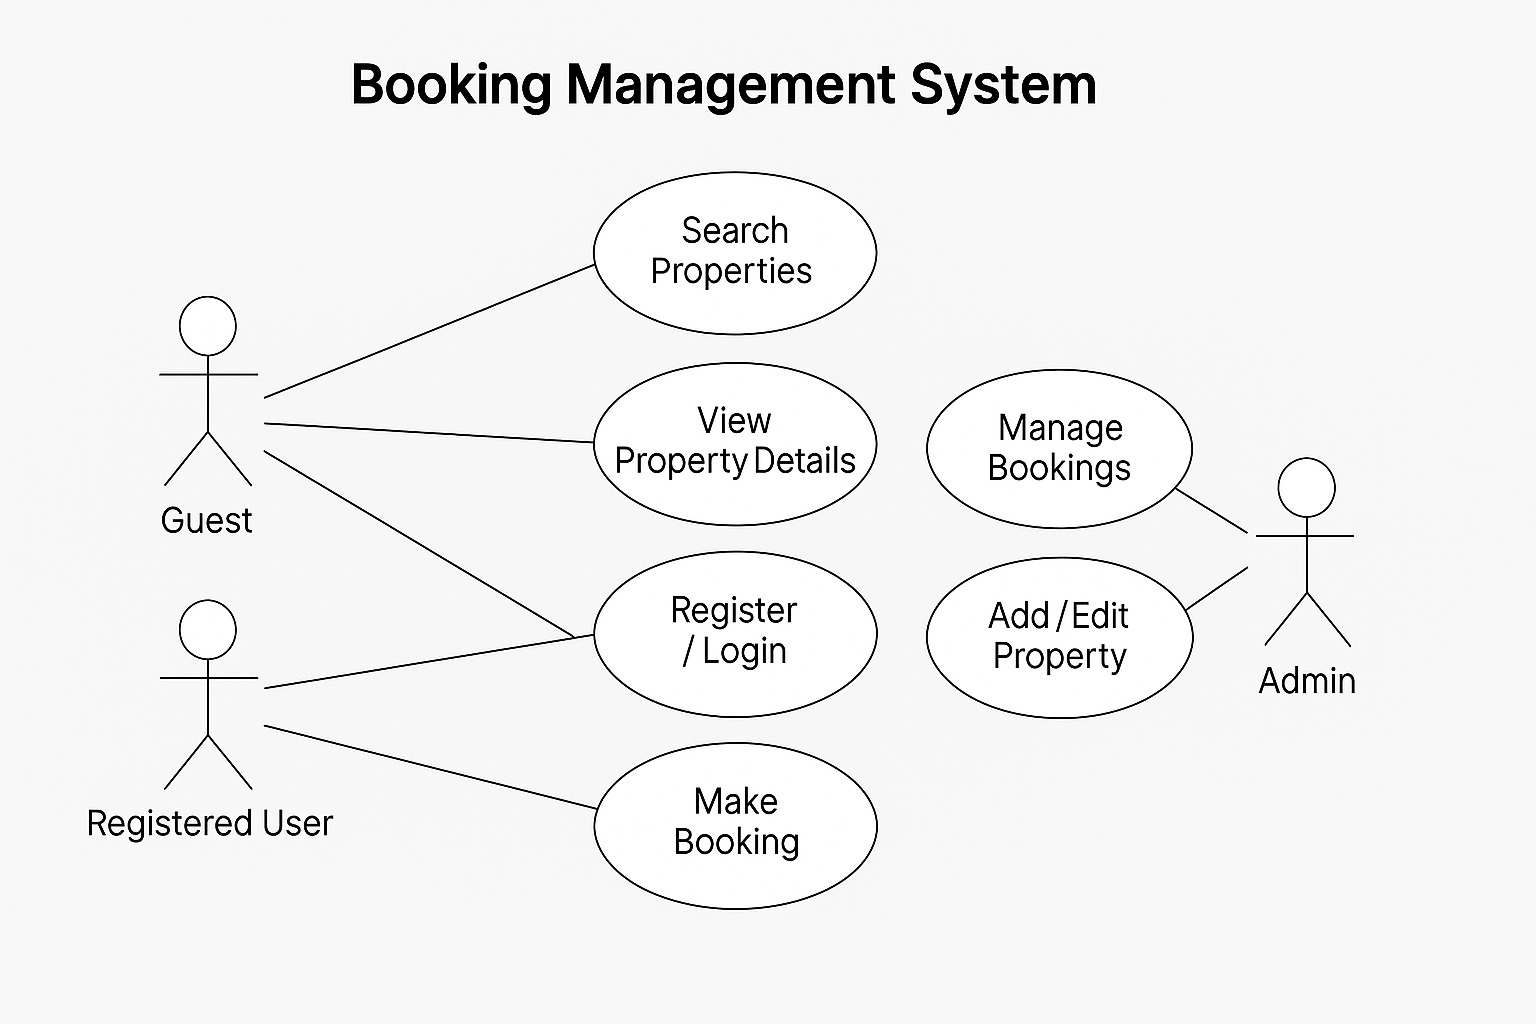 Booking Management System
Search
Properties
View
Property Details
Manage
Bookings
Guest
Register
/ Login
Add / Edit
Property
Admin
Registered User
Make
Booking